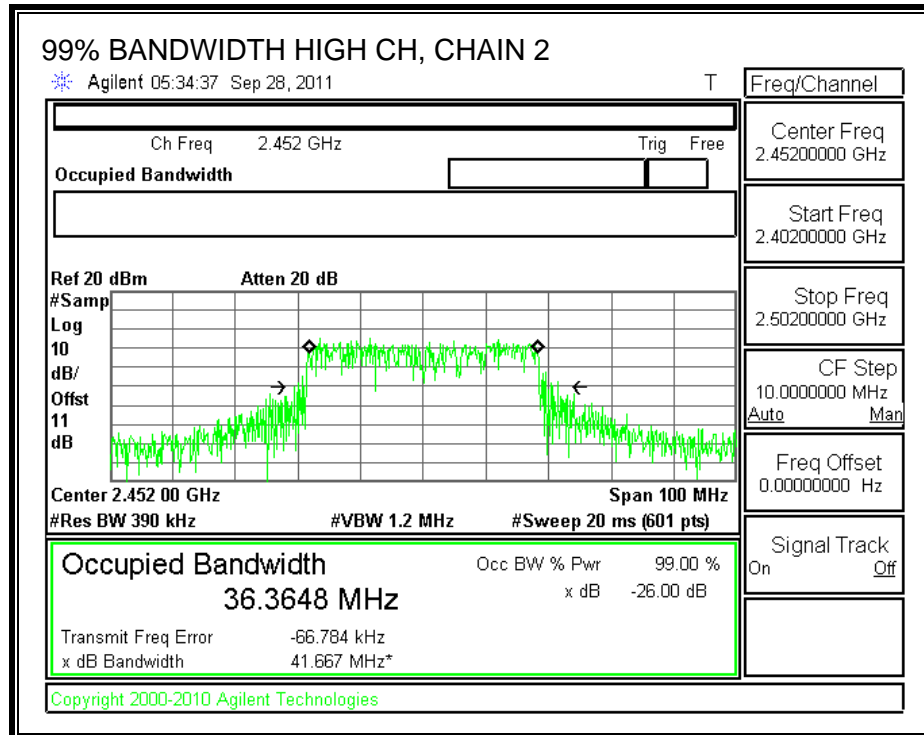 99% BANDWIDTH HIGH CH, CHAIN 2
Agilent 05:34:37 Sep 28, 2011 T
Freq/Channel
Ch Freq 2.452 GHz Trig Free
Occupied Bandwidth
Center Freq
2.45200000 GHz
Start Freq
2.40200000 GHz
Stop Freq
2.50200000 GHz
CF Step
10.0000000 MHz
Auto Man
Freq Offset
0.00000000 Hz
Signal Track
On Off
Ref 20 dBm Atten 20 dB
#Samp
Log
10
dB/
Offst
11
dB
Center 2.452 00 GHz Span 100 MHz
#Res BW 390 kHz #VBW 1.2 MHz #Sweep 20 ms (601 pts)
Occupied Bandwidth Occ BW % Pwr 99.00 %
36.3648 MHz x dB -26.00 dB
Transmit Freq Error -66.784 kHz
x dB Bandwidth 41.667 MHz*
Copyright 2000-2010 Agilent Technologies